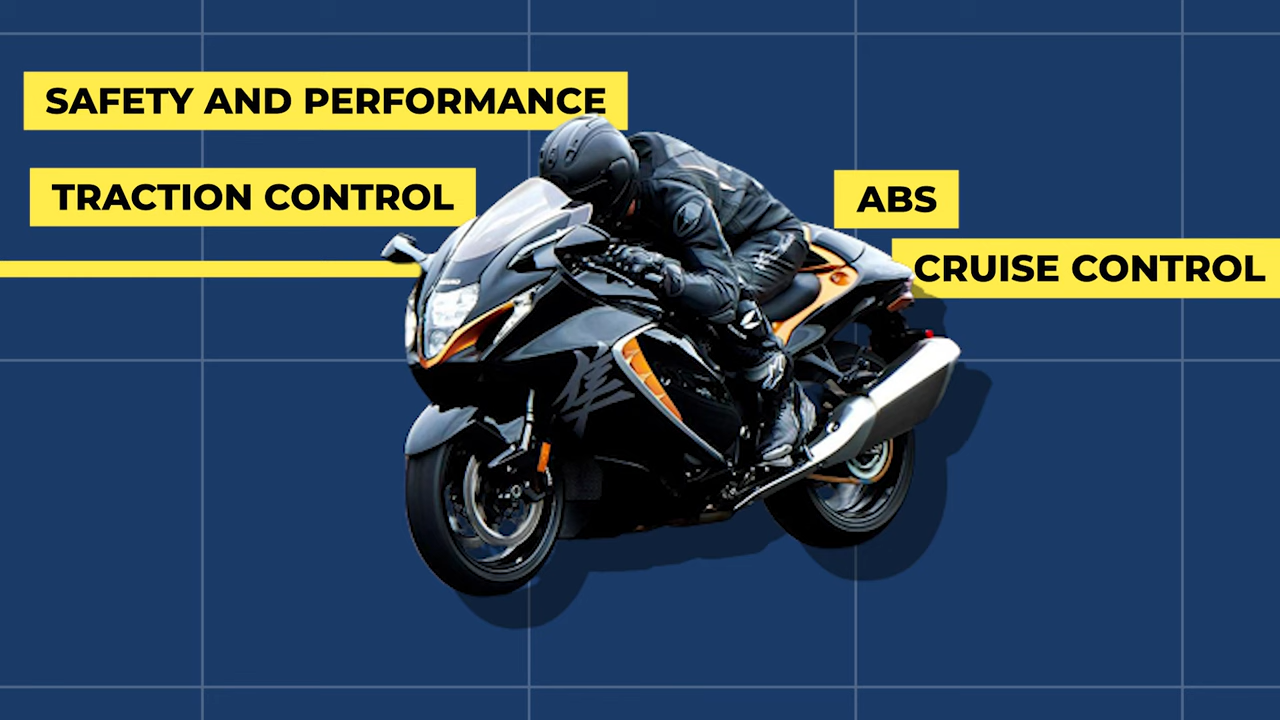 SAFETY AND PERFORMANCE
TRACTION CONTROL
ABS
CRUISE CONTROL
隼